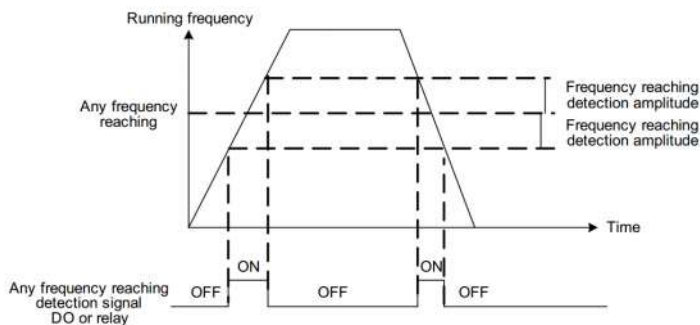 Running frequency
Any frequency
reaching
Frequency reaching
detection amplitude
Frequency reaching
detection amplitude
Time
ON
ON
OFF
OFF
OFF
Any frequency reaching
detection signal
DO or relay